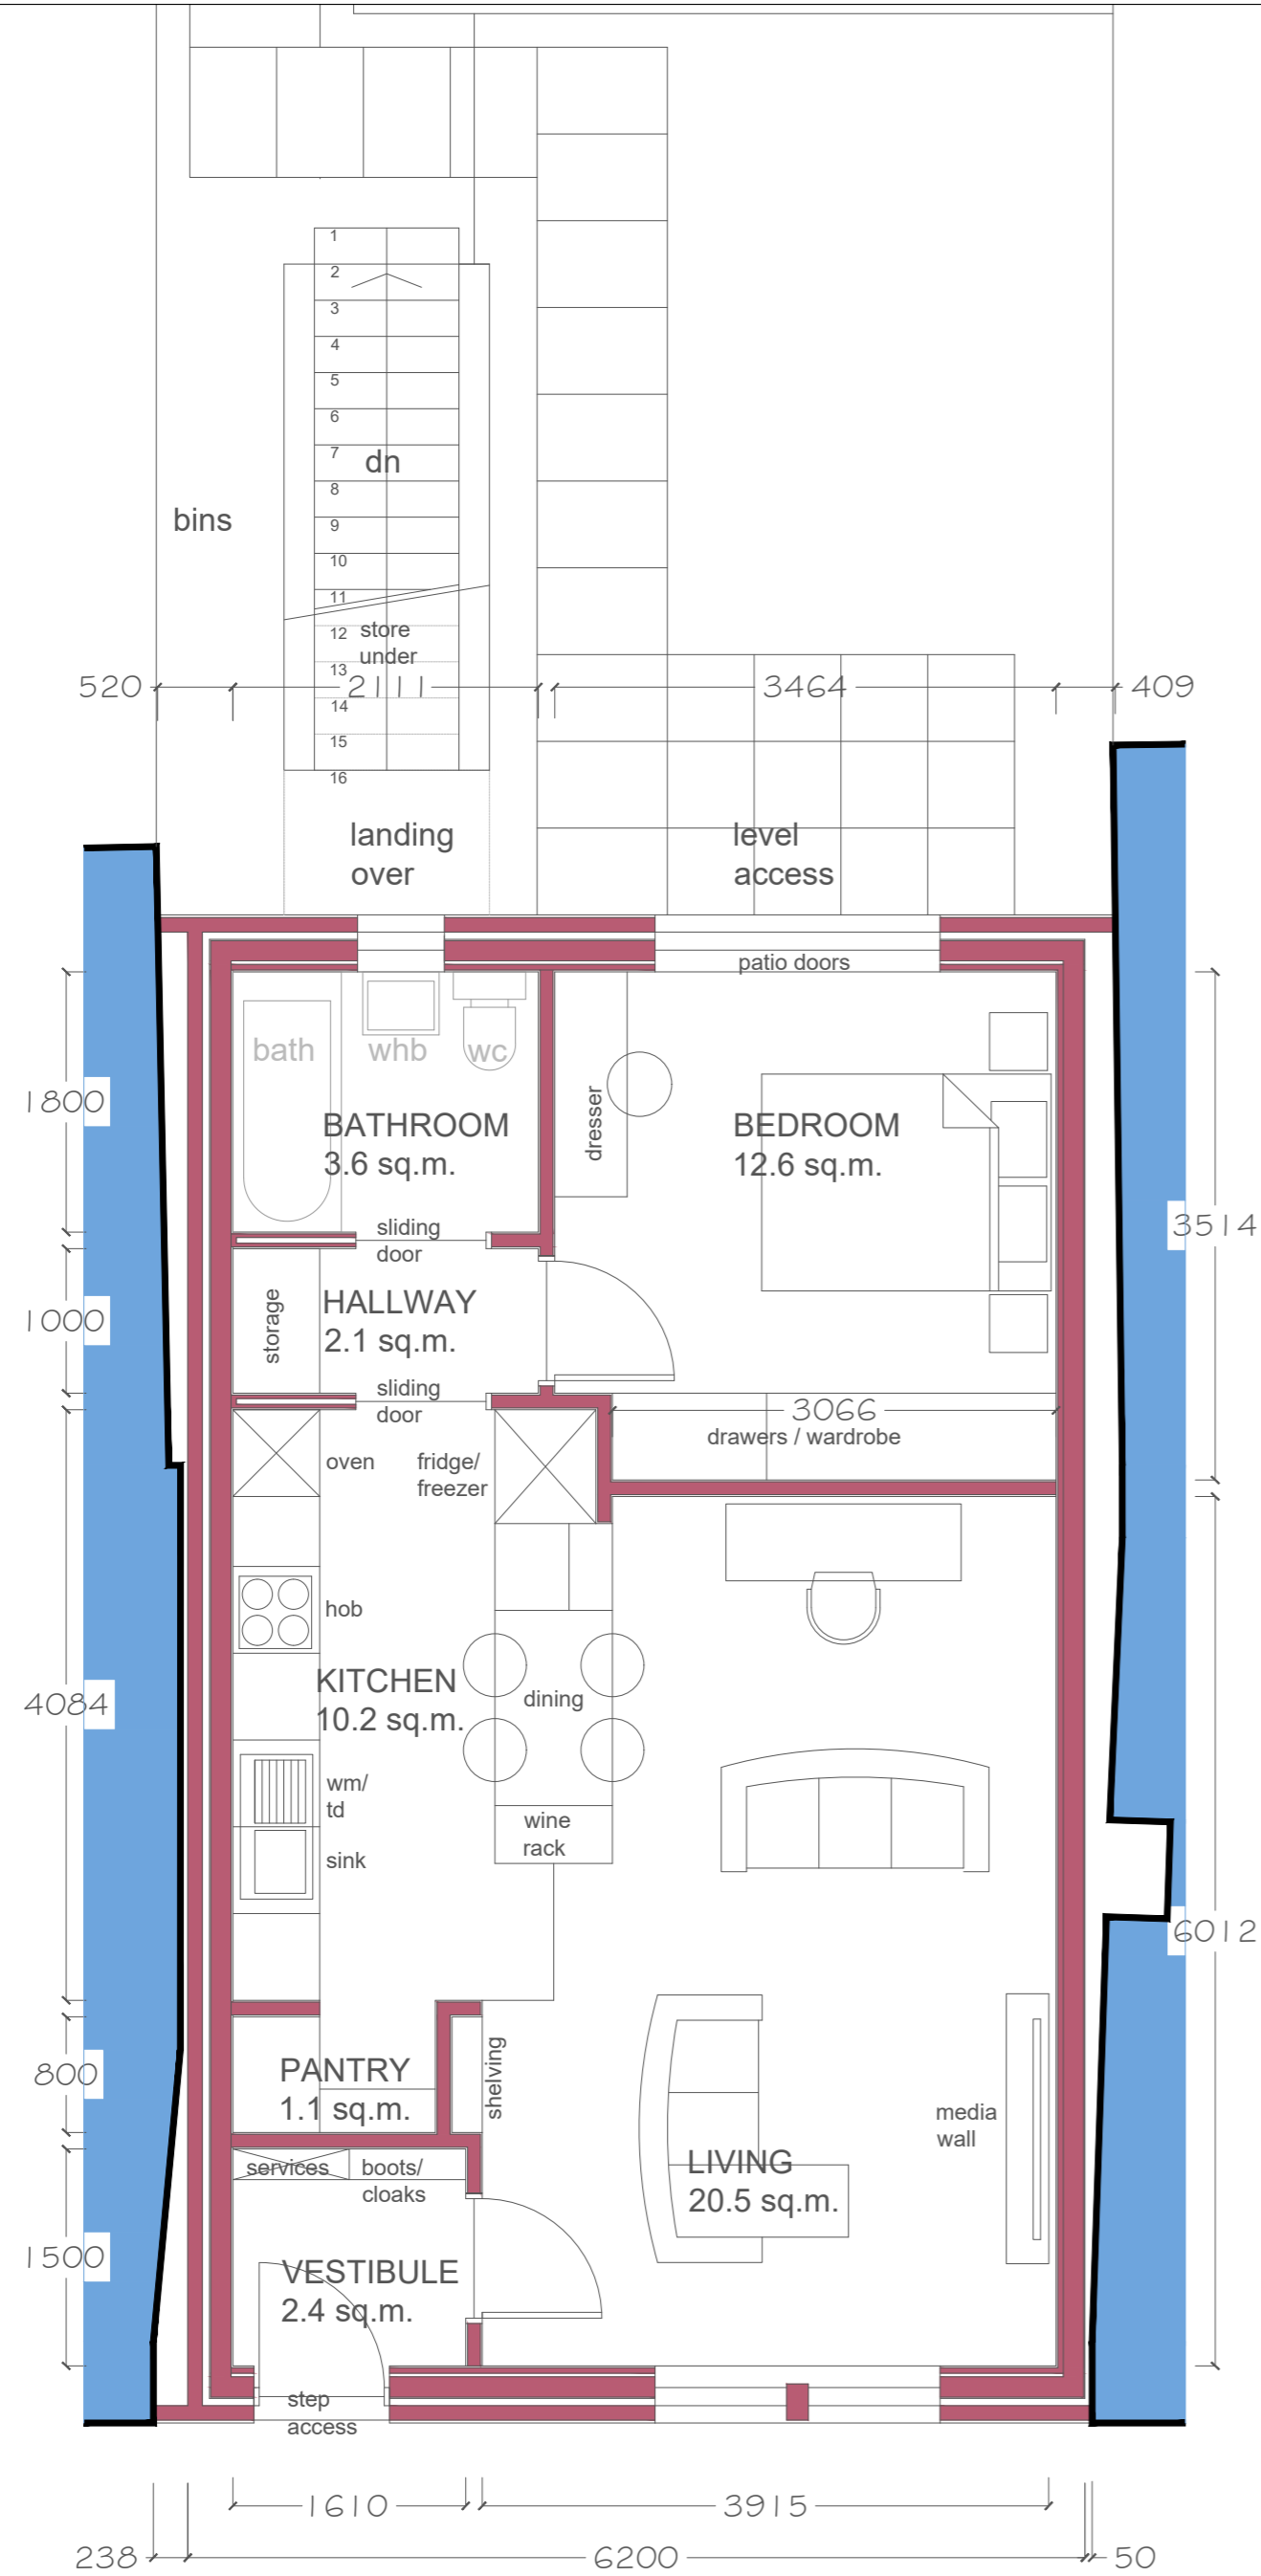 1
2
3
4
5
6
7
dn
8
bins
9
10
11
12
store
under
13
520
2111
3464
409
14
15
16
landing
over
level
access
patio doors
bath
whb
wc
1800
BATHROOM
3.6 sq.m.
dresser
BEDROOM
12.6 sq.m.
3514
sliding
door
1000
storage
HALLWAY
2.1 sq.m.
sliding
door
3066
drawers / wardrobe
oven
fridge/
freezer
hob
4084
KITCHEN
10.2 sq.m.
dining
wm/
td
wine
rack
sink
6012
800
PANTRY
1.1 sq.m.
shelving
media
wall
services
boots/
cloaks
LIVING
20.5 sq.m.
1500
VESTIBULE
2.4 sq.m.
step
access
1610
3915
238
6200
50